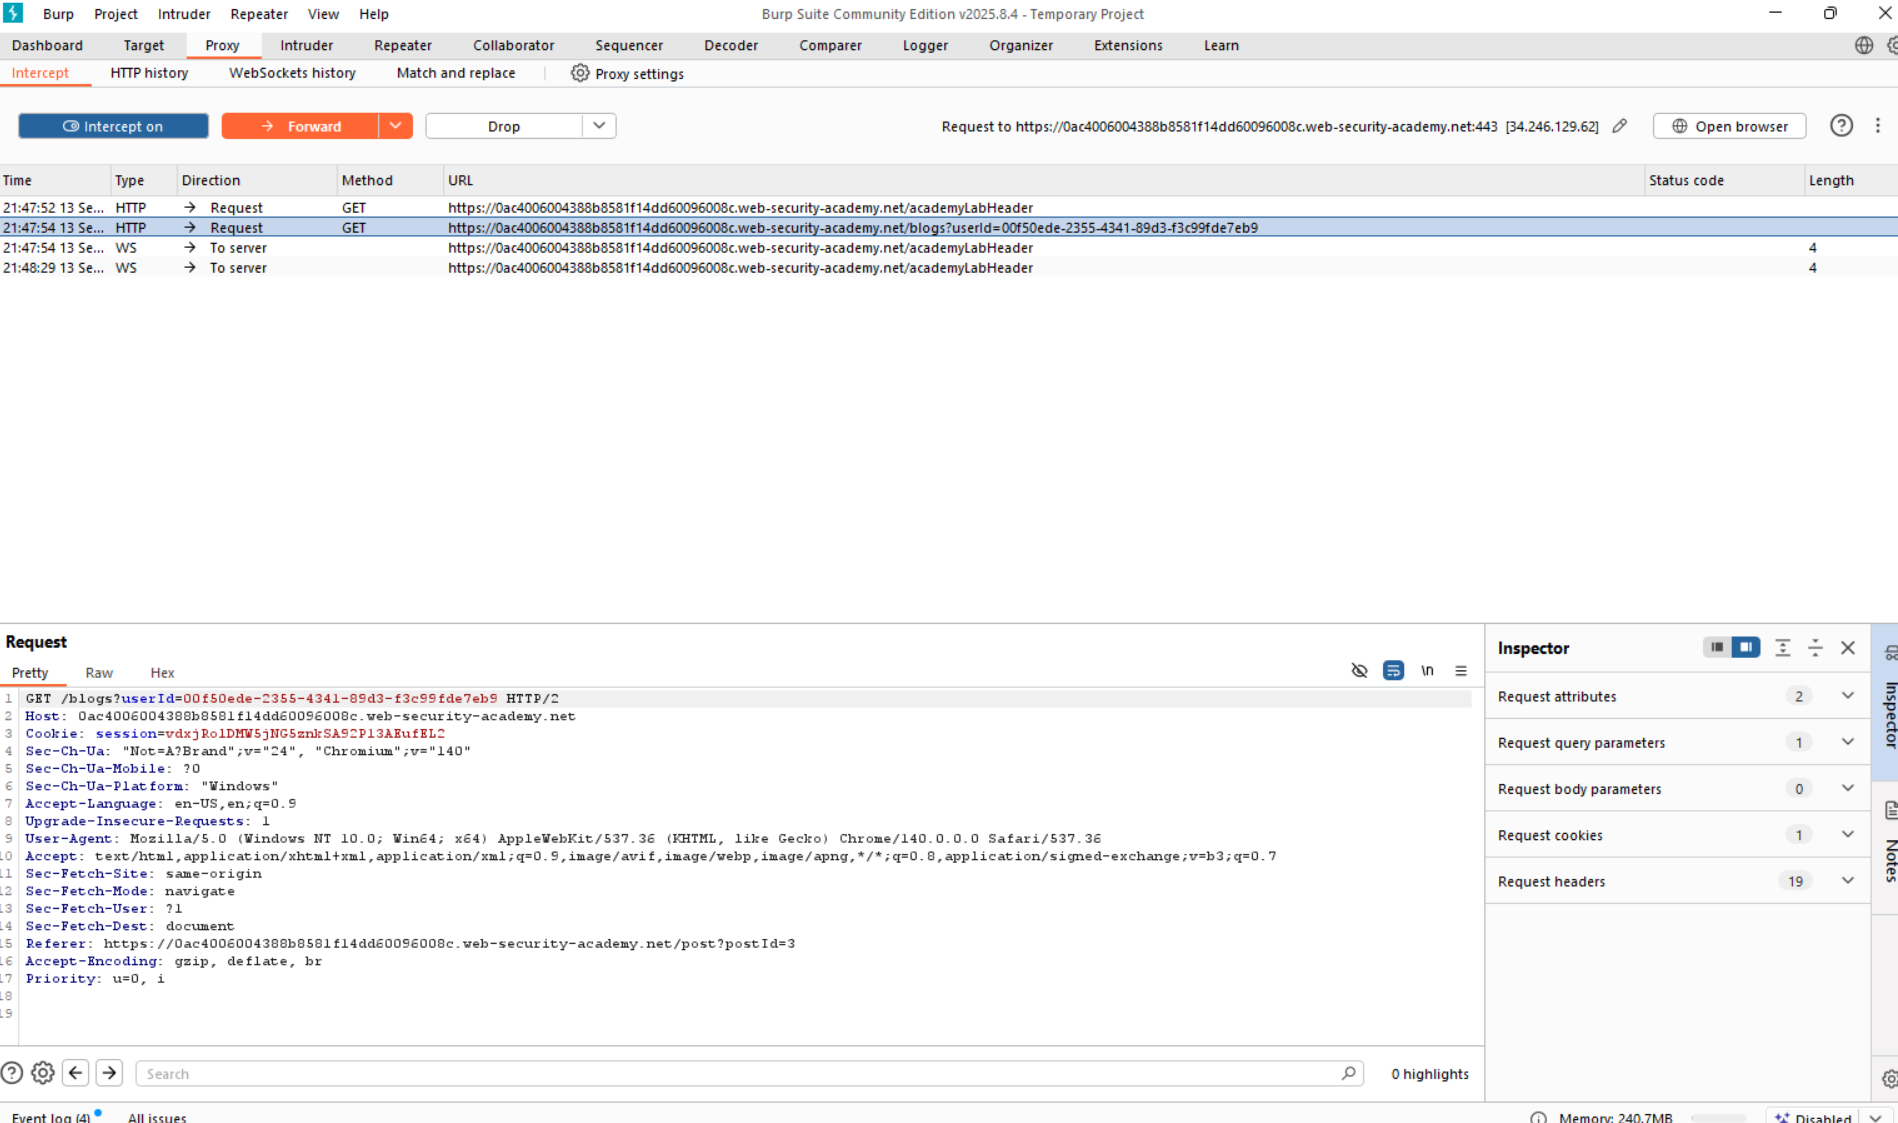 Burp Project Intruder Repeater View Help Burp Suite Community Edition v2025.8.4 - Temporary Project
Dashboard Target Proxy Intruder Repeater Collaborator Sequencer Decoder Comparer Logger Organizer Extensions Learn
Intercept HTTP history WebSockets history Match and replace Proxy settings
Intercept on Forward Drop Request to https://0ac4006004388b8581f14dd60096008c.web-security-academy.net:443 [34.246.129.62] Open browser
Time Type Direction Method URL Status code Length
21:47:52 13 Se... HTTP → Request GET https://0ac4006004388b8581f14dd60096008c.web-security-academy.net/academyLabHeader
21:47:54 13 Se... HTTP → Request GET https://0ac4006004388b8581f14dd60096008c.web-security-academy.net/blogs?userId=00f50ede-2355-4341-89d3-f3c99fde7eb9
21:47:54 13 Se... WS → To server https://0ac4006004388b8581f14dd60096008c.web-security-academy.net/academyLabHeader 4
21:48:29 13 Se... WS → To server https://0ac4006004388b8581f14dd60096008c.web-security-academy.net/academyLabHeader 4
Request
Pretty Raw Hex \n
1 GET /blogs?userId=00f50ede-2355-4341-89d3-f3c99fde7eb9 HTTP/2
2 Host: 0ac4006004388b8581f14dd60096008c.web-security-academy.net
3 Cookie: session=vdxjRolDMW5jNG5znkSA92Pl3AEufEL2
4 Sec-Ch-Ua: "Not=A?Brand";v="24", "Chromium";v="140"
5 Sec-Ch-Ua-Mobile: ?0
6 Sec-Ch-Ua-Platform: "Windows"
7 Accept-Language: en-US,en;q=0.9
8 Upgrade-Insecure-Requests: 1
9 User-Agent: Mozilla/5.0 (Windows NT 10.0; Win64; x64) AppleWebKit/537.36 (KHTML, like Gecko) Chrome/140.0.0.0 Safari/537.36
10 Accept: text/html,application/xhtml+xml,application/xml;q=0.9,image/avif,image/webp,image/apng,*/*;q=0.8,application/signed-exchange;v=b3;q=0.7
11 Sec-Fetch-Site: same-origin
12 Sec-Fetch-Mode: navigate
13 Sec-Fetch-User: ?1
14 Sec-Fetch-Dest: document
15 Referer: https://0ac4006004388b8581f14dd60096008c.web-security-academy.net/post?postId=3
16 Accept-Encoding: gzip, deflate, br
17 Priority: u=0, i
18
19
Search 0 highlights
Inspector
Request attributes 2
Request query parameters 1
Request body parameters 0
Request cookies 1
Request headers 19
Inspector
Notes
Event log (4) All issues Memory: 240.7MB Disabled